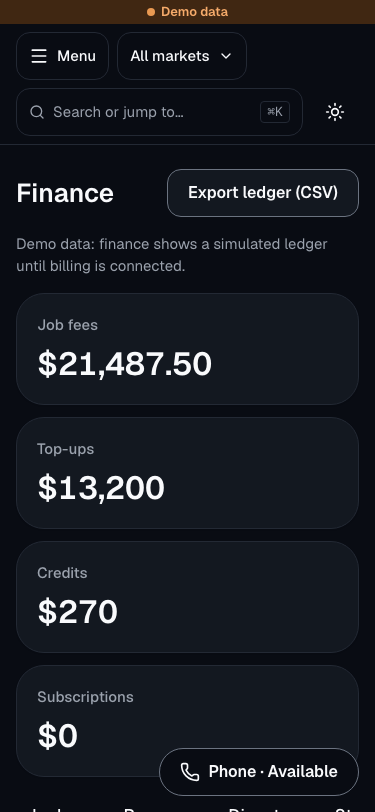 Demo data
Menu
All markets
Search or jump to...
⌘K
Finance
Export ledger (CSV)
Demo data: finance shows a simulated ledger
until billing is connected.
Job fees
$21,487.50
Top-ups
$13,200
Credits
$270
Subscriptions
$0
Phone · Available